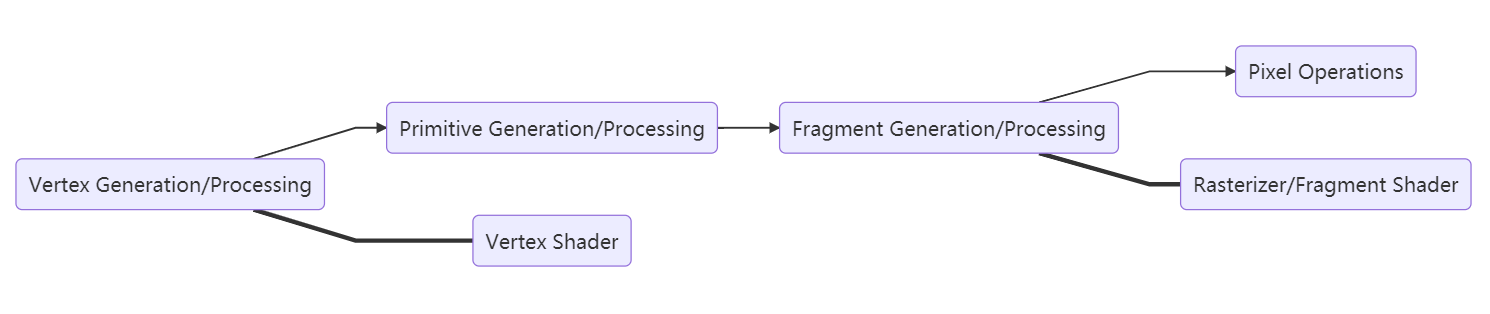 Vertex Generation/Processing
Primitive Generation/Processing
Vertex Shader
Fragment Generation/Processing
Pixel Operations
Rasterizer/Fragment Shader